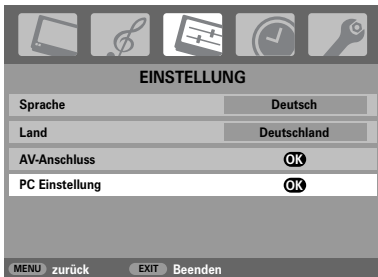 EINSTELLUNG
Sprache Deutsch
Land Deutschland
AV-Anschluss OK
PC Einstellung OK
MENU zurück EXIT Beenden